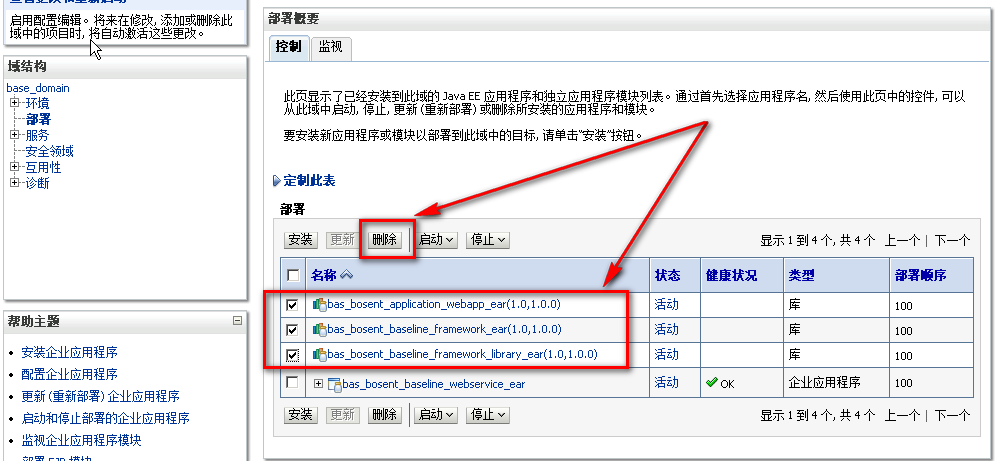 查看更改和重新启动
启用配置编辑。将来在修改, 添加或删除此
域中的项目时, 将自动激活这些更改。
域结构
base_domain
环境
部署
服务
安全领域
互用性
诊断
帮助主题
安装企业应用程序
配置企业应用程序
更新 (重新部署) 企业应用程序
启动和停止部署的企业应用程序
监视企业应用程序模块
部署 EJB 模块
部署概要
控制 监视
此页显示了已经安装到此域的 Java EE 应用程序和独立应用程序模块列表。通过首先选择应用程序名, 然后使用此页中的控件, 可以
从此域中启动, 停止, 更新 (重新部署) 或删除所安装的应用程序和模块。
要安装新应用程序或模块以部署到此域中的目标, 请单击“安装”按钮。
定制此表
部署
安装 更新 删除 启动 停止 显示 1 到 4 个, 共 4 个 上一个 | 下一个
名称 状态 健康状况 类型 部署顺序
bas_bosent_application_webapp_ear(1.0,1.0.0) 活动 库 100
bas_bosent_baseline_framework_ear(1.0,1.0.0) 活动 库 100
bas_bosent_baseline_framework_library_ear(1.0,1.0.0) 活动 库 100
bas_bosent_baseline_webservice_ear 活动 OK 企业应用程序 100
安装 更新 删除 启动 停止 显示 1 到 4 个, 共 4 个 上一个 | 下一个